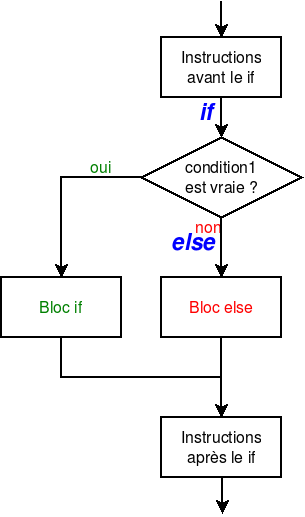 Instructions
avant le if
if
condition1
est vraie ?
oui
non
else
Bloc if
Bloc else
Instructions
après le if